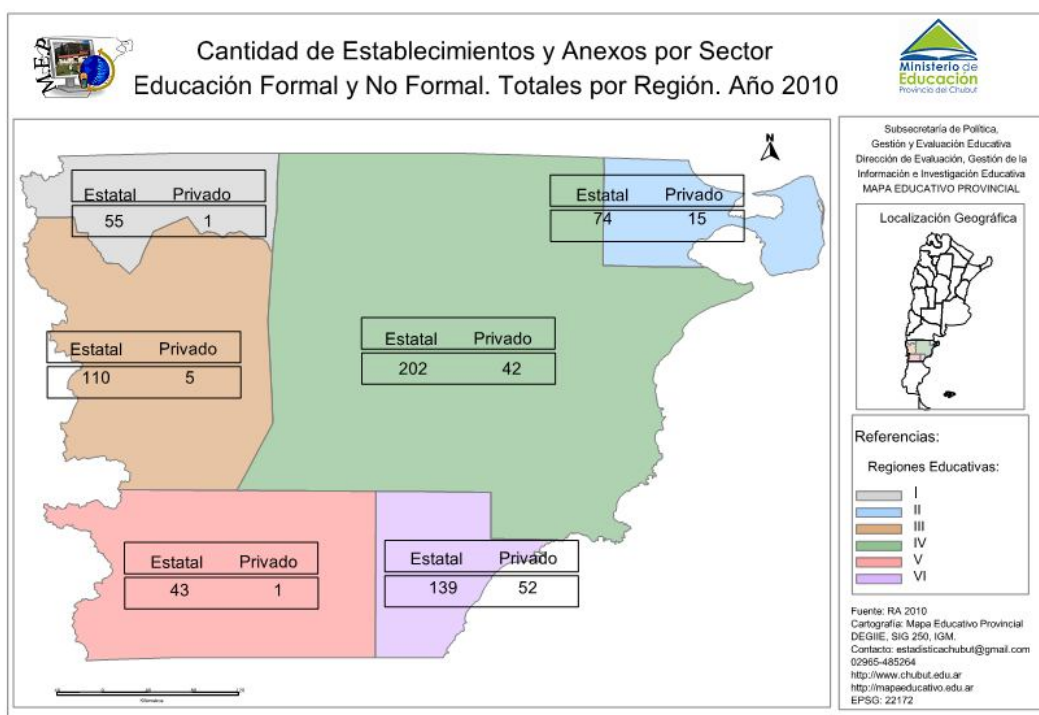 M.E.P
Cantidad de Establecimientos y Anexos por Sector
Educación Formal y No Formal. Totales por Región. Año 2010
Ministerio de
Educación
Provincia del Chubut
N
Estatal Privado
55 1
Estatal Privado
74 15
Estatal Privado
110 5
Estatal Privado
202 42
Estatal Privado
43 1
Estatal Privado
139 52
Kilómetros
Subsecretaría de Política,
Gestión y Evaluación Educativa
Dirección de Evaluación, Gestión de la
Información e Investigación Educativa
MAPA EDUCATIVO PROVINCIAL
Localización Geográfica
Referencias:
Regiones Educativas:
I
II
III
IV
V
VI
Fuente: RA 2010
Cartografía: Mapa Educativo Provincial
DEGIIE, SIG 250, IGM.
Contacto: estadisticachubut@gmail.com
02965-485264
http://www.chubut.edu.ar
http://mapaeducativo.edu.ar
EPSG: 22172